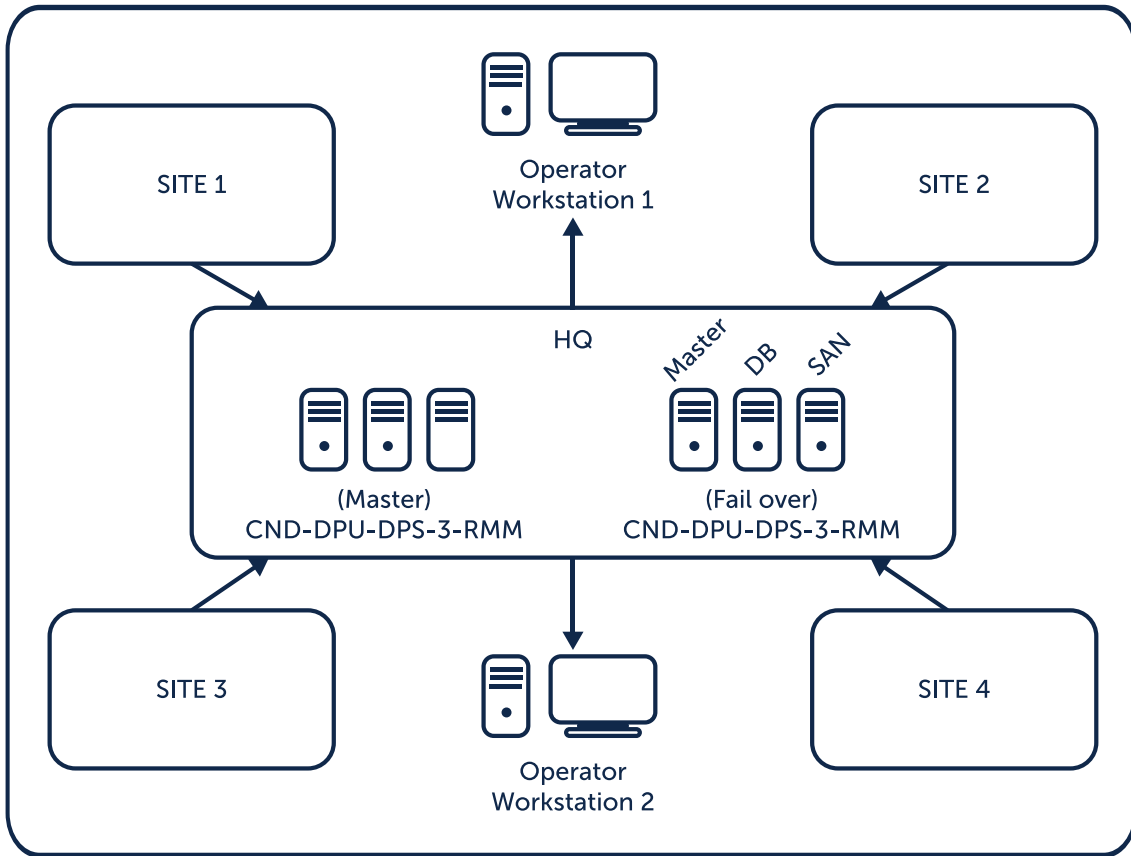 Operator
Workstation 1
SITE 1
SITE 2
HQ
Master
DB
SAN
(Master)
CND-DPU-DPS-3-RMM
(Fail over)
CND-DPU-DPS-3-RMM
SITE 3
SITE 4
Operator
Workstation 2